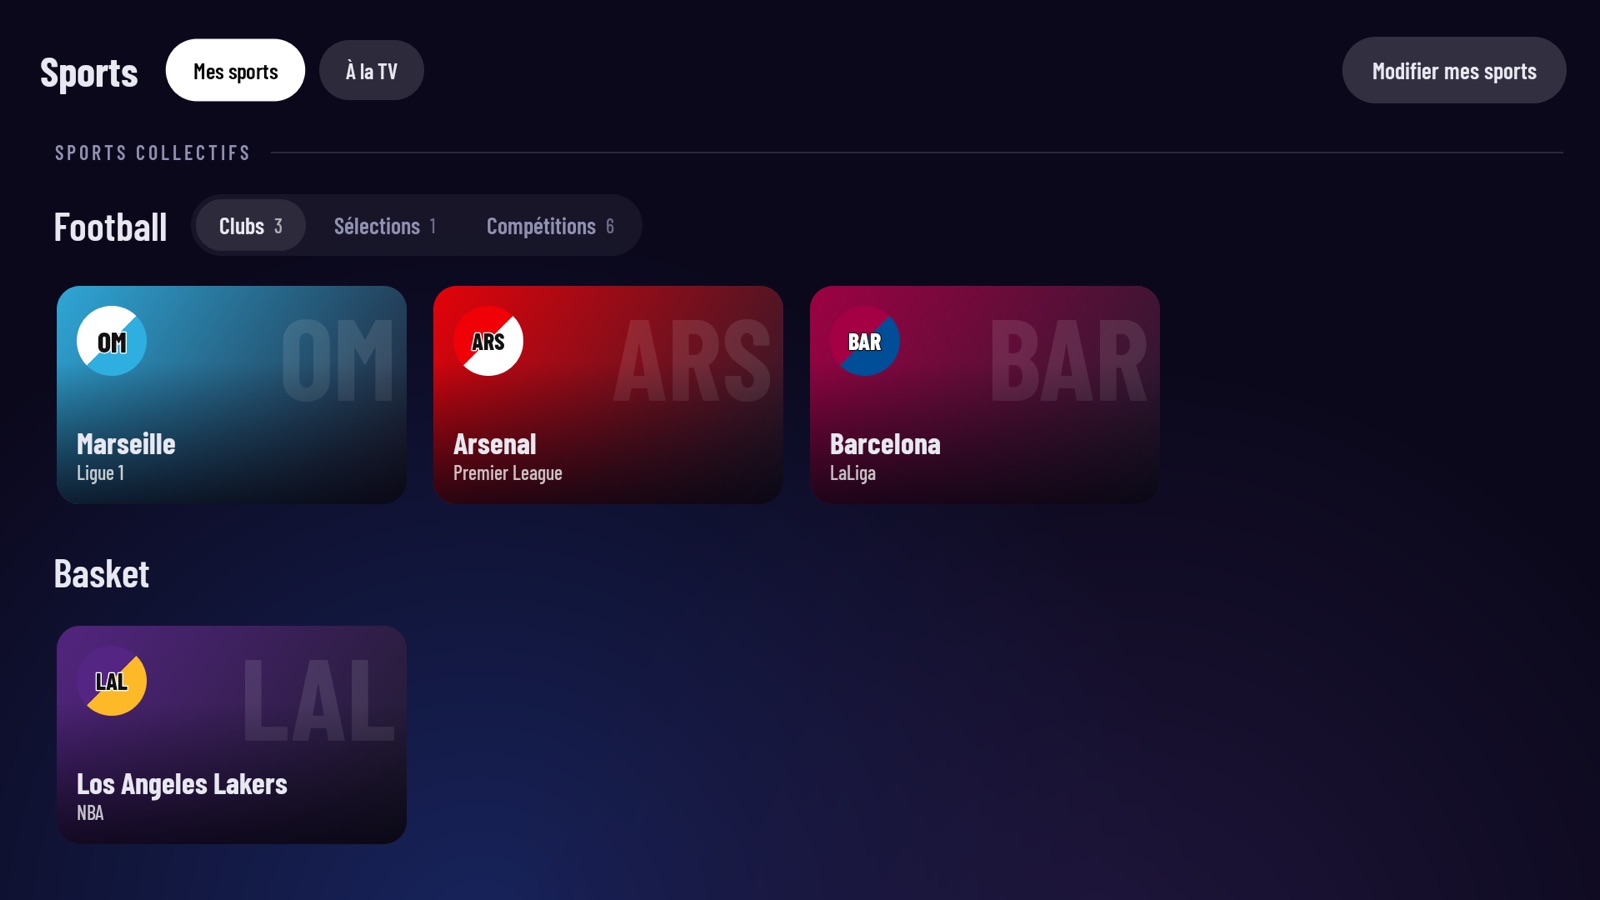 Sports
Mes sports
À la TV
Modifier mes sports
SPORTS COLLECTIFS
Football
Clubs 3
Sélections 1
Compétitions 6
OM
OM
Marseille
Ligue 1
ARS
ARS
Arsenal
Premier League
BAR
BAR
Barcelona
LaLiga
Basket
LAL
LAL
Los Angeles Lakers
NBA